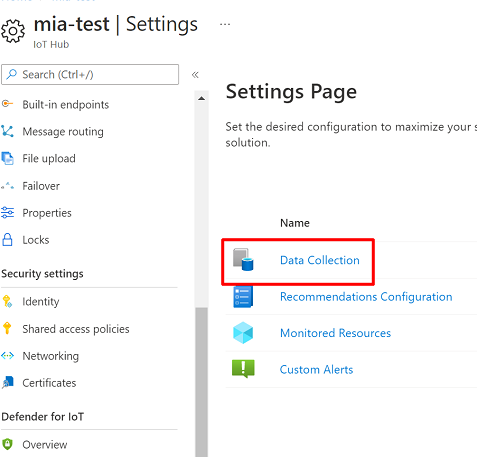 mia-test | Settings ...
IoT Hub
Search (Ctrl+/) «
Built-in endpoints
Message routing
File upload
Failover
Properties
Locks
Security settings
Identity
Shared access policies
Networking
Certificates
Defender for IoT
Overview
Settings Page
Set the desired configuration to maximize your s
solution.
Name
Data Collection
Recommendations Configuration
Monitored Resources
Custom Alerts